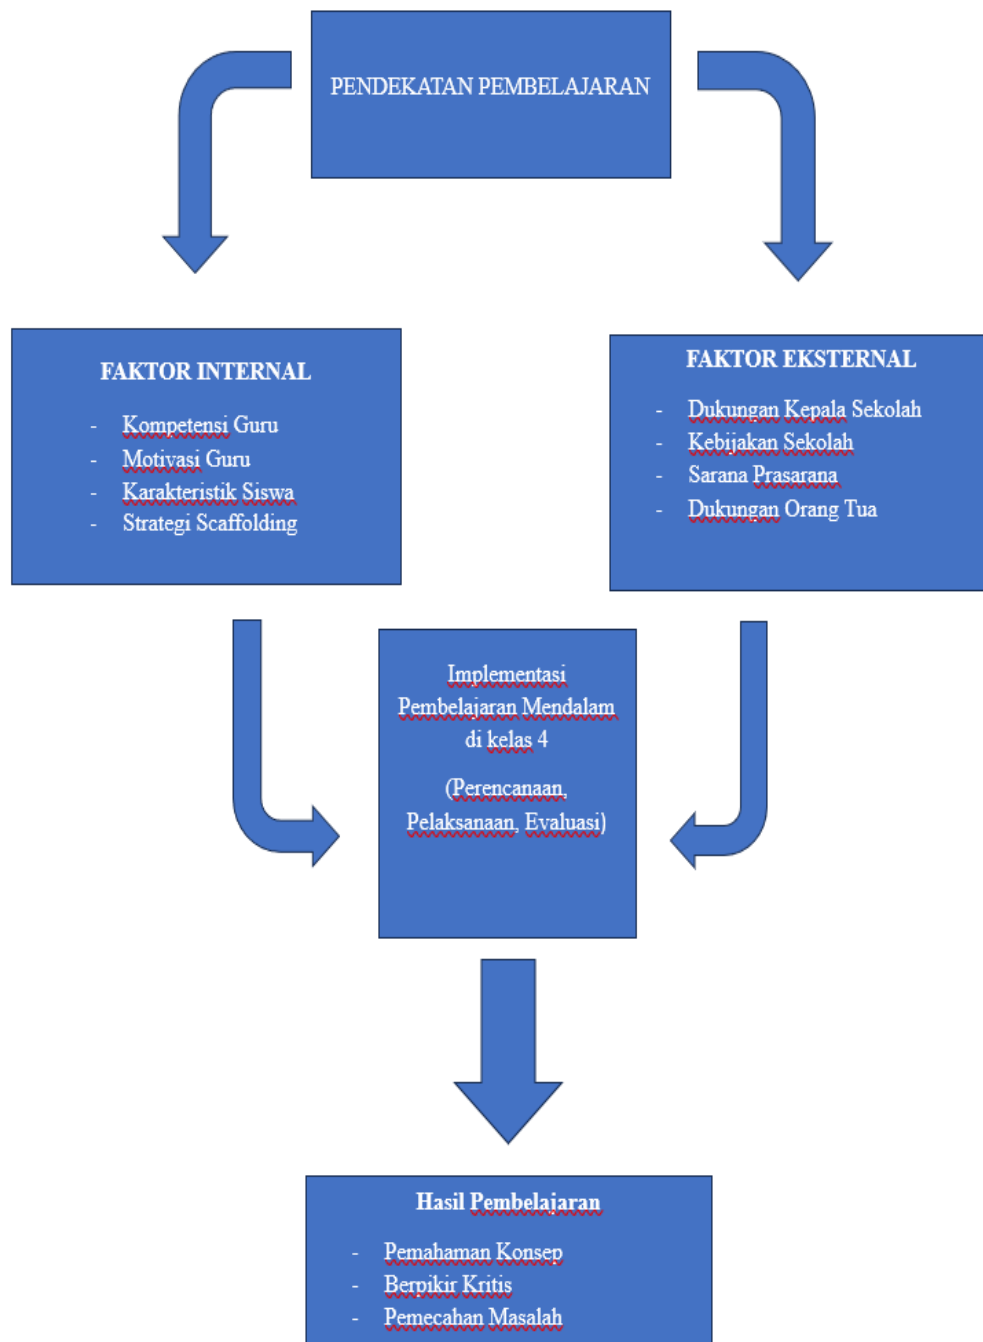 PENDEKATAN PEMBELAJARAN
FAKTOR INTERNAL
- Kompetensi Guru
- Motivasi Guru
- Karakteristik Siswa
- Strategi Scaffolding
FAKTOR EKSTERNAL
- Dukungan Kepala Sekolah
- Kebijakan Sekolah
- Sarana Prasarana
- Dukungan Orang Tua
Implementasi
Pembelajaran Mendalam
di kelas 4
(Perencanaan,
Pelaksanaan, Evaluasi)
Hasil Pembelajaran
- Pemahaman Konsep
- Berpikir Kritis
- Pemecahan Masalah